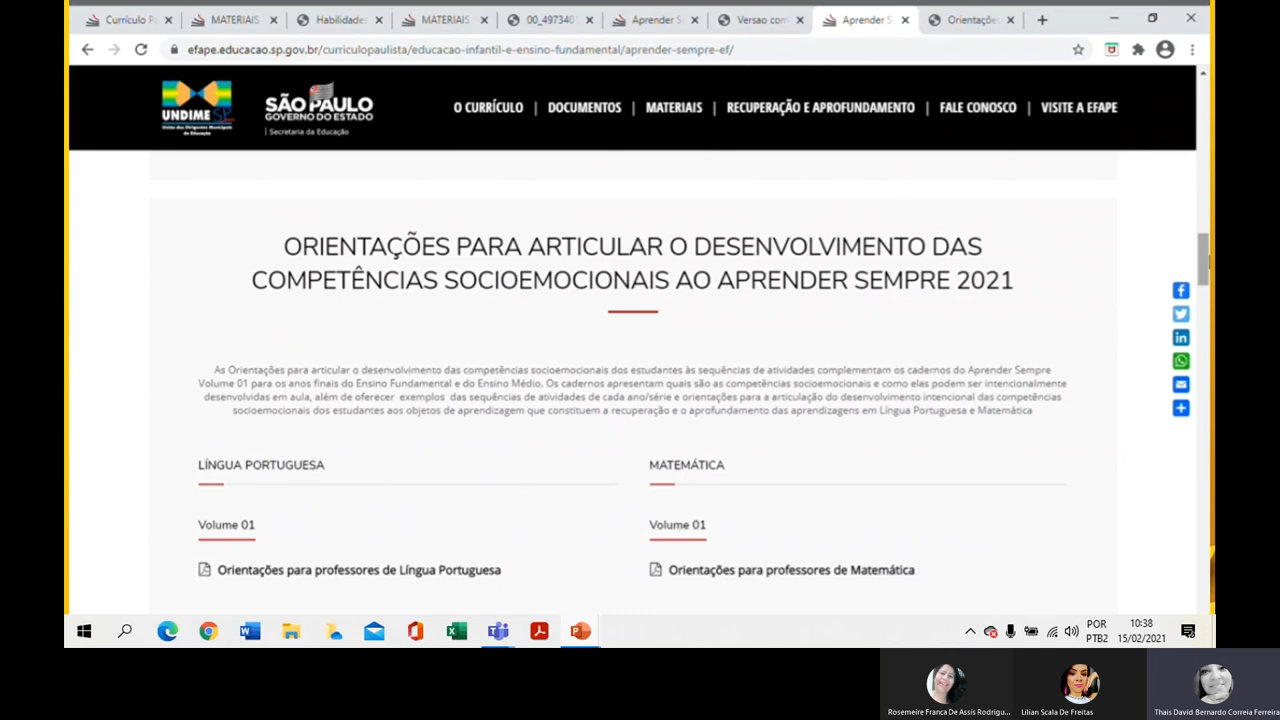 Currículo P
MATERIAIS
Habilidades
MATERIAIS
00_497340
Aprender S
Versao com
Aprender S
Orientaçõe
efape.educacao.sp.gov.br/curriculopaulista/educacao-infantil-e-ensino-fundamental/aprender-sempre-ef/
UNDIME SP
União dos Dirigentes Municipais de Educação
SÃO PAULO
GOVERNO DO ESTADO
Secretaria da Educação
O CURRÍCULO | DOCUMENTOS | MATERIAIS | RECUPERAÇÃO E APROFUNDAMENTO | FALE CONOSCO | VISITE A EFAPE
ORIENTAÇÕES PARA ARTICULAR O DESENVOLVIMENTO DAS
COMPETÊNCIAS SOCIOEMOCIONAIS AO APRENDER SEMPRE 2021
As Orientações para articular o desenvolvimento das competências socioemocionais dos estudantes às sequências de atividades complementam os cadernos do Aprender Sempre
Volume 01 para os anos finais do Ensino Fundamental e do Ensino Médio. Os cadernos apresentam quais são as competências socioemocionais e como elas podem ser intencionalmente
desenvolvidas em aula, além de oferecer exemplos das sequências de atividades de cada ano/série e orientações para a articulação do desenvolvimento intencional das competências
socioemocionais dos estudantes aos objetos de aprendizagem que constituem a recuperação e o aprofundamento das aprendizagens em Língua Portuguesa e Matemática
LÍNGUA PORTUGUESA
Volume 01
Orientações para professores de Língua Portuguesa
MATEMÁTICA
Volume 01
Orientações para professores de Matemática
POR
PTB2
10:38
15/02/2021
Rosemeire Franca De Assis Rodrigu...
Lilian Scala De Freitas
Thais David Bernardo Correia Ferreira